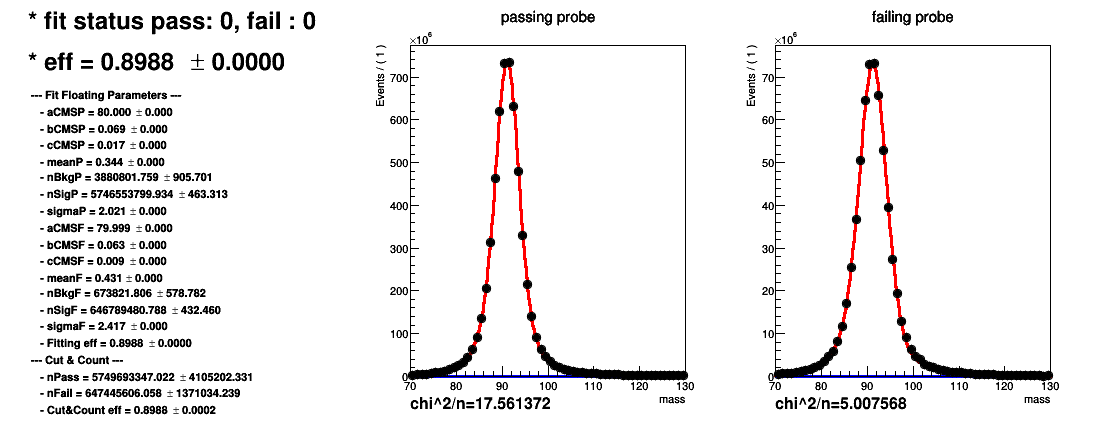 * fit status pass: 0, fail : 0
* eff = 0.8988 ± 0.0000
--- Fit Floating Parameters ---
- aCMSP = 80.000 ± 0.000
- bCMSP = 0.069 ± 0.000
- cCMSP = 0.017 ± 0.000
- meanP = 0.344 ± 0.000
- nBkgP = 3880801.759 ± 905.701
- nSigP = 5746553799.934 ± 463.313
- sigmaP = 2.021 ± 0.000
- aCMSF = 79.999 ± 0.000
- bCMSF = 0.063 ± 0.000
- cCMSF = 0.009 ± 0.000
- meanF = 0.431 ± 0.000
- nBkgF = 673821.806 ± 578.782
- nSigF = 646789480.788 ± 432.460
- sigmaF = 2.417 ± 0.000
- Fitting eff = 0.8988 ± 0.0000
--- Cut & Count ---
- nPass = 5749693347.022 ± 4105202.331
- nFail = 647445606.058 ± 1371034.239
- Cut&Count eff = 0.8988 ± 0.0002
passing probe
×10^6
Events / ( 1 )
700
600
500
400
300
200
100
0
70 80 90 100 110 120 130
mass
chi^2/n=17.561372
failing probe
×10^6
Events / ( 1 )
70
60
50
40
30
20
10
0
70 80 90 100 110 120 130
mass
chi^2/n=5.007568